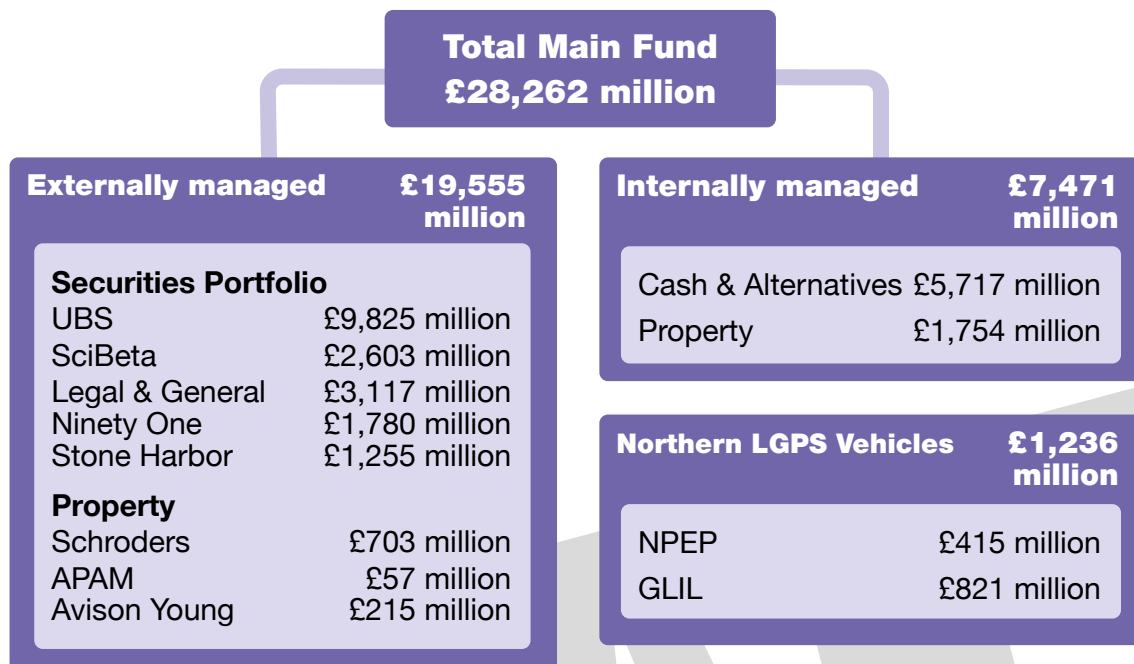 Total Main Fund
£28,262 million
Externally managed £19,555
million
Securities Portfolio
UBS £9,825 million
SciBeta £2,603 million
Legal & General £3,117 million
Ninety One £1,780 million
Stone Harbor £1,255 million
Property
Schroders £703 million
APAM £57 million
Avison Young £215 million
Internally managed £7,471
million
Cash & Alternatives £5,717 million
Property £1,754 million
Northern LGPS Vehicles £1,236
million
NPEP £415 million
GLIL £821 million